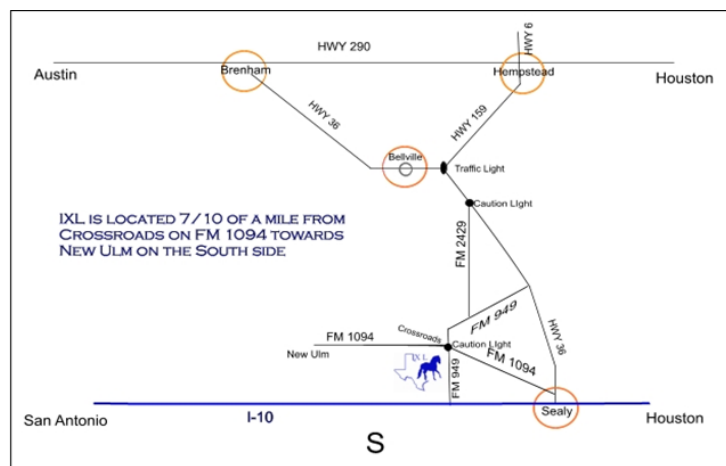 HWY 6
HWY 290
Austin
Brenham
Hempstead
Houston
HWY 36
HWY 159
Bellville
Traffic Light
Caution LIght
IXL IS LOCATED 7/10 OF A MILE FROM
CROSSROADS ON FM 1094 TOWARDS
NEW ULM ON THE SOUTH SIDE
FM 2429
FM 949
HWY 36
FM 1094
Crossroads
Caution LIght
New Ulm
IXL
FM 1094
FM 949
Sealy
San Antonio
I-10
Houston
S